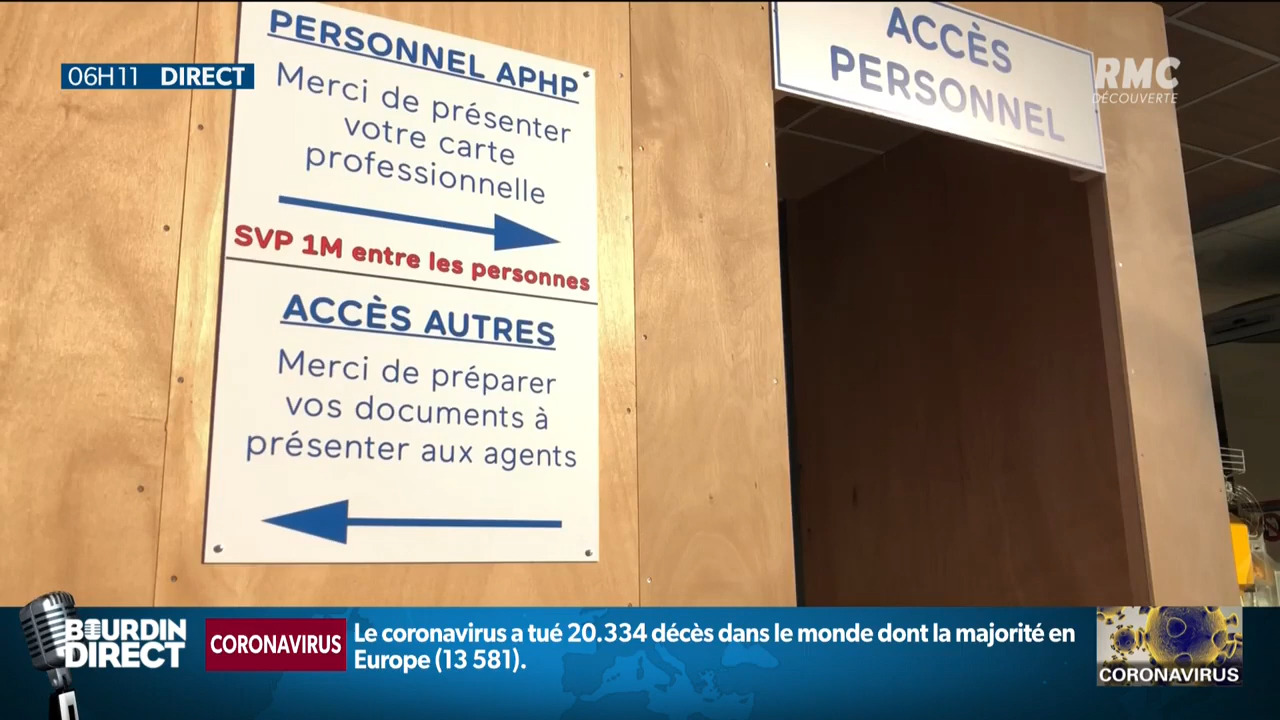 06H11 DIRECT
PERSONNEL APHP
Merci de présenter
votre carte
professionnelle
SVP 1M entre les personnes
ACCÈS AUTRES
Merci de préparer
vos documents à
présenter aux agents
ACCÈS
PERSONNEL
RMC
DÉCOUVERTE
BOURDIN
DIRECT
CORONAVIRUS
Le coronavirus a tué 20.334 décès dans le monde dont la majorité en
Europe (13 581).
CORONAVIRUS